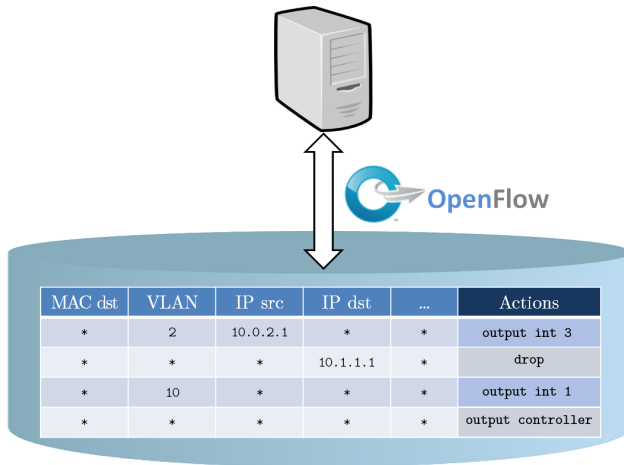 OpenFlow
MAC dst VLAN IP src IP dst ... Actions
* 2 10.0.2.1 * * output int 3
* * * 10.1.1.1 * drop
* 10 * * * output int 1
* * * * * output controller